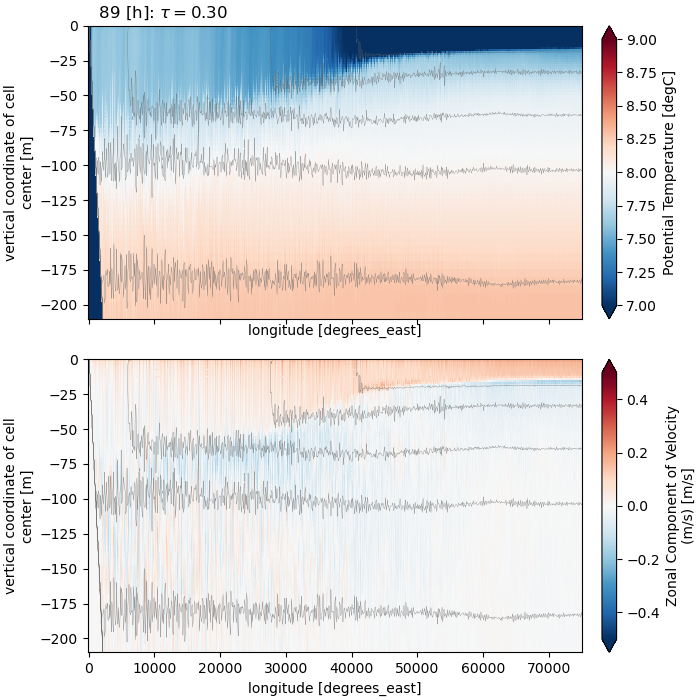 89 [h]: τ = 0.30
0
−25
−50
−75
−100
−125
−150
−175
−200
vertical coordinate of cell
center [m]
longitude [degrees_east]
9.00
8.75
8.50
8.25
8.00
7.75
7.50
7.25
7.00
Potential Temperature [degC]
0
−25
−50
−75
−100
−125
−150
−175
−200
vertical coordinate of cell
center [m]
0 10000 20000 30000 40000 50000 60000 70000
longitude [degrees_east]
0.4
0.2
0.0
−0.2
−0.4
Zonal Component of Velocity
(m/s) [m/s]